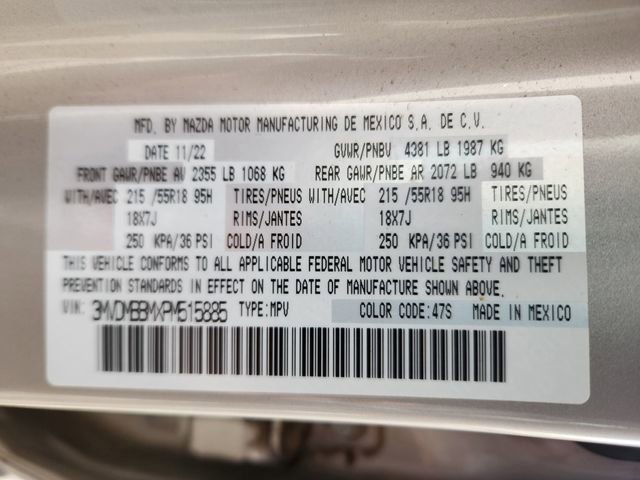 MFD. BY MAZDA MOTOR MANUFACTURING DE MEXICO S.A. DE C.V.
DATE 11/22 GVWR/PNBV 4381 LB 1987 KG
FRONT GAWR/PNBE AV 2355 LB 1068 KG REAR GAWR/PNBE AR 2072 LB 940 KG
WITH/AVEC 215 /55R18 95H TIRES/PNEUS WITH/AVEC 215 /55R18 95H TIRES/PNEUS
18X7J RIMS/JANTES 18X7J RIMS/JANTES
250 KPA/36 PSI COLD/A FROID 250 KPA/36 PSI COLD/A FROID
THIS VEHICLE CONFORMS TO ALL APPLICABLE FEDERAL MOTOR VEHICLE SAFETY AND THEFT
PREVENTION STANDARDS IN EFFECT ON THE DATE OF MANUFACTURE SHOWN ABOVE.
VIN: 3MVDMBBMXPM515885 TYPE:MPV COLOR CODE:47S MADE IN MEXICO